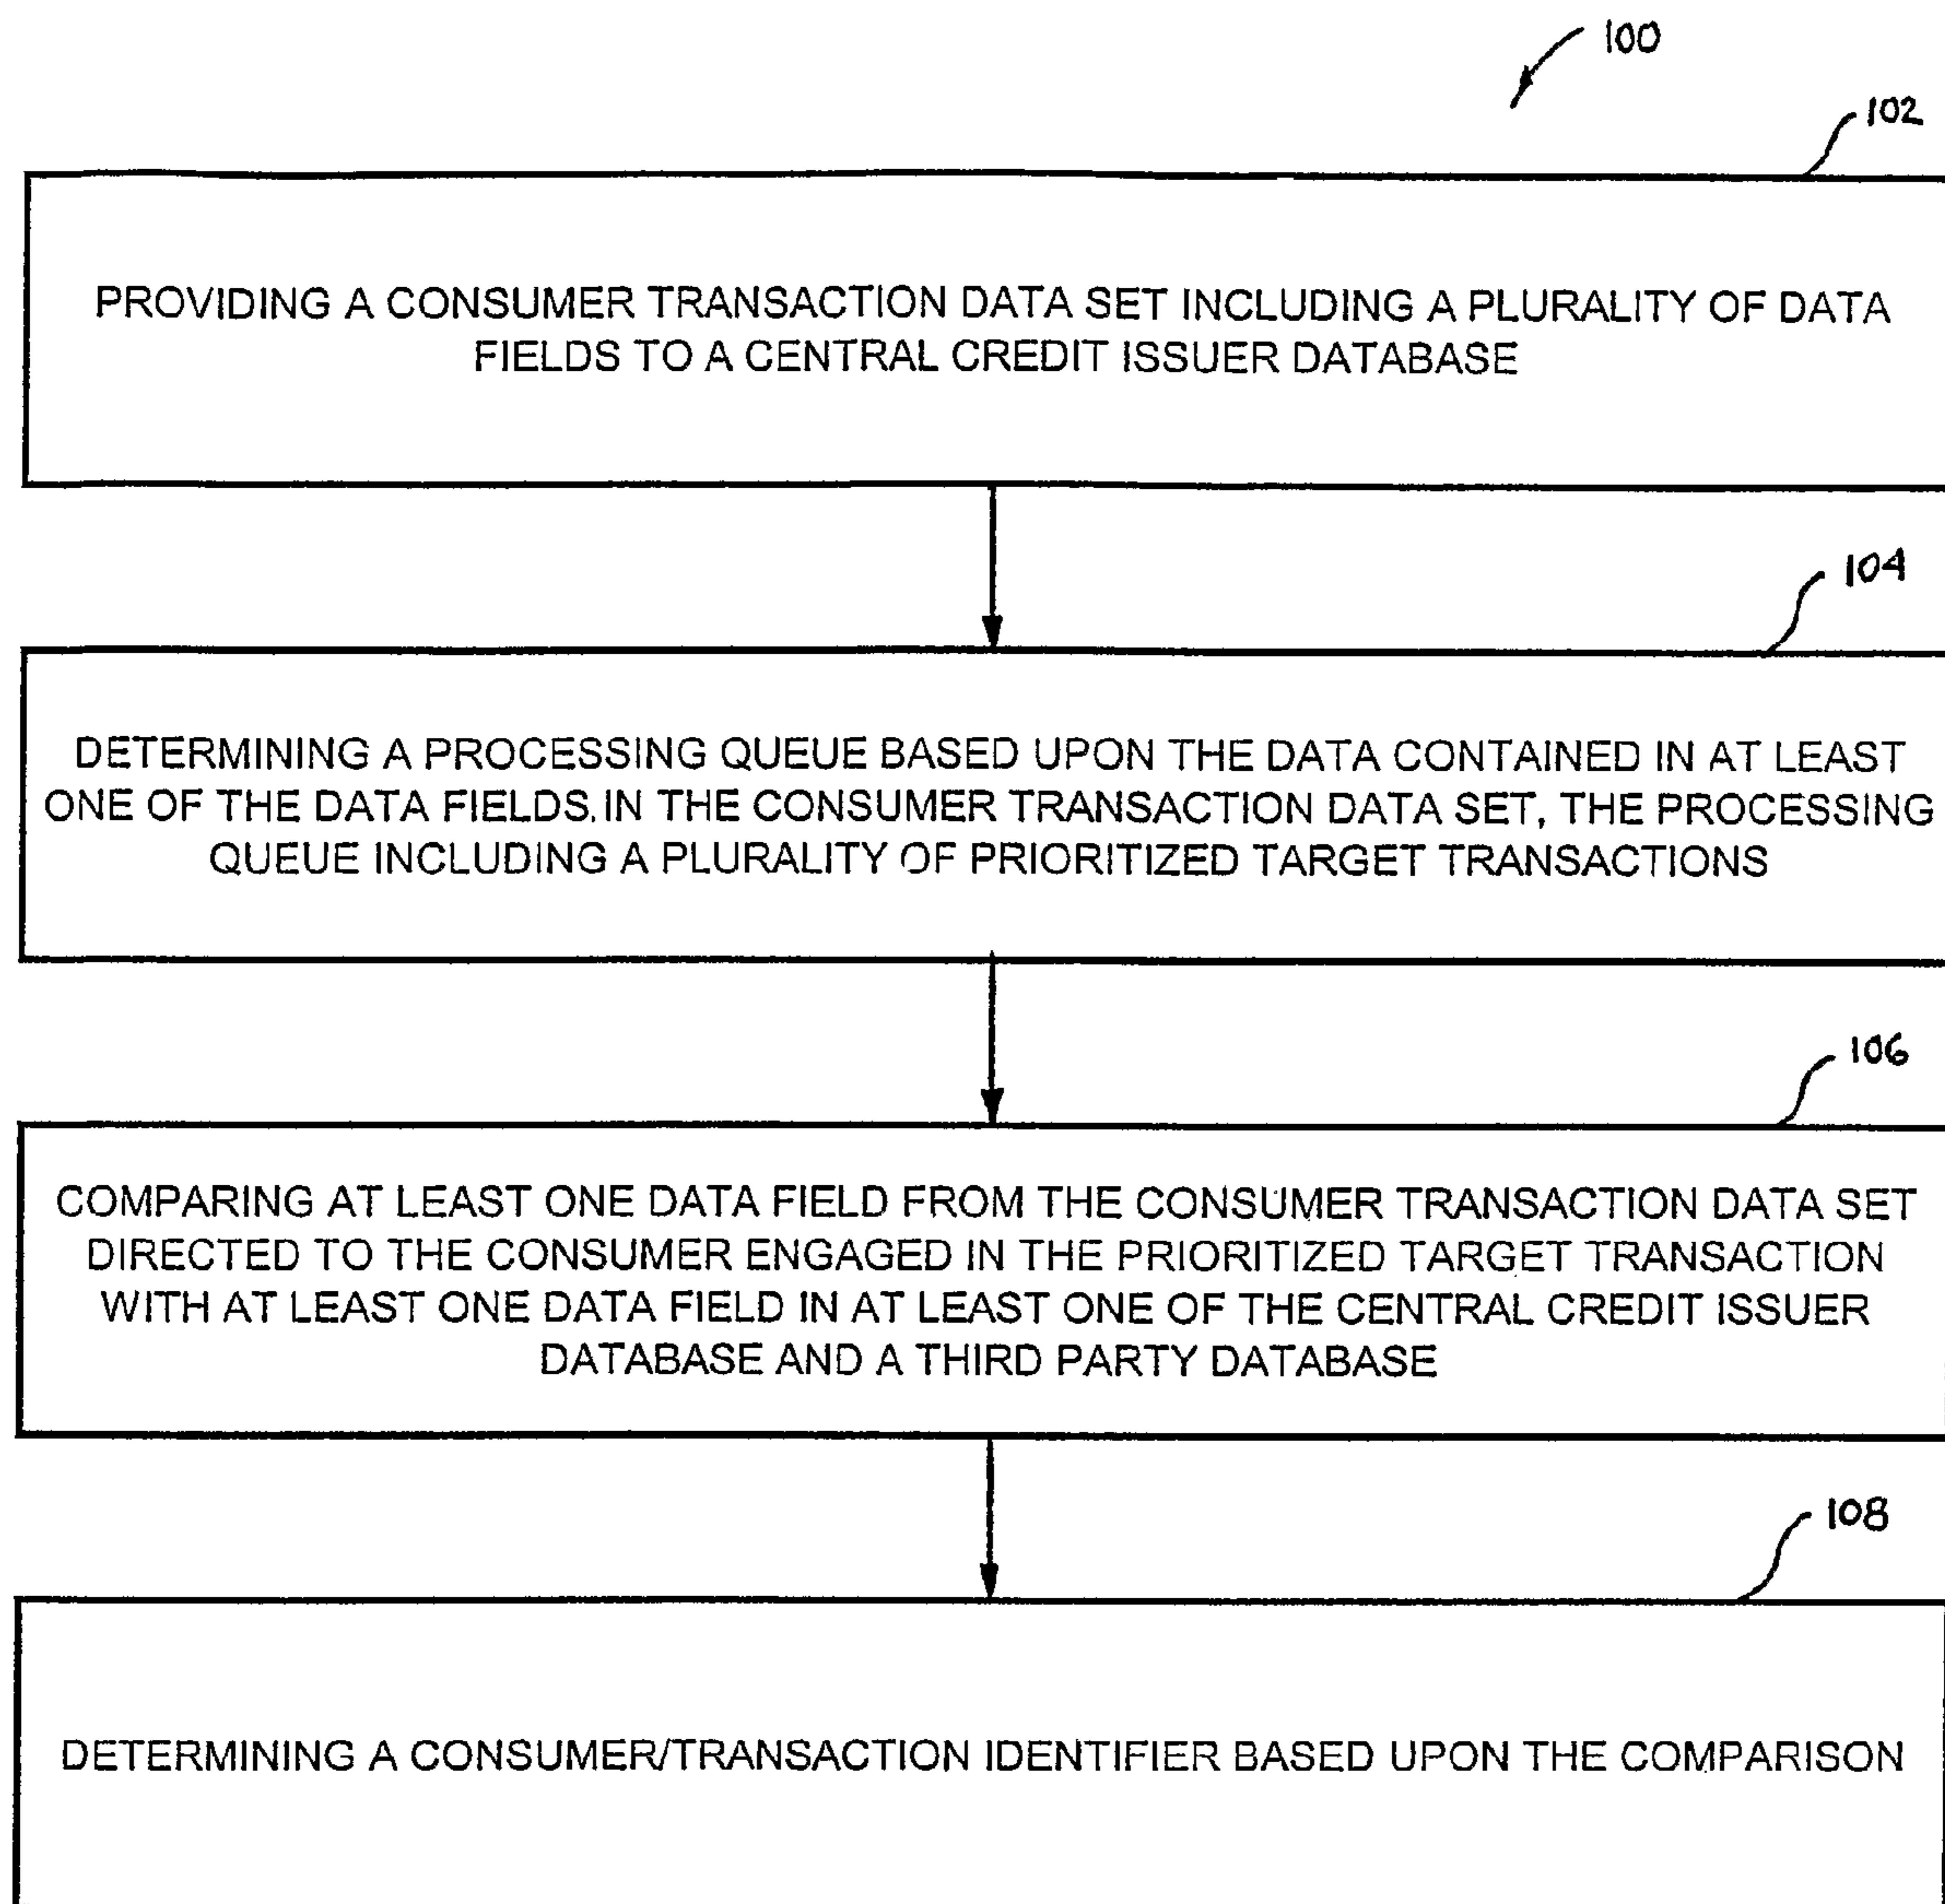 100
102
PROVIDING A CONSUMER TRANSACTION DATA SET INCLUDING A PLURALITY OF DATA
FIELDS TO A CENTRAL CREDIT ISSUER DATABASE
104
DETERMINING A PROCESSING QUEUE BASED UPON THE DATA CONTAINED IN AT LEAST
ONE OF THE DATA FIELDS IN THE CONSUMER TRANSACTION DATA SET, THE PROCESSING
QUEUE INCLUDING A PLURALITY OF PRIORITIZED TARGET TRANSACTIONS
106
COMPARING AT LEAST ONE DATA FIELD FROM THE CONSUMER TRANSACTION DATA SET
DIRECTED TO THE CONSUMER ENGAGED IN THE PRIORITIZED TARGET TRANSACTION
WITH AT LEAST ONE DATA FIELD IN AT LEAST ONE OF THE CENTRAL CREDIT ISSUER
DATABASE AND A THIRD PARTY DATABASE
108
DETERMINING A CONSUMER/TRANSACTION IDENTIFIER BASED UPON THE COMPARISON